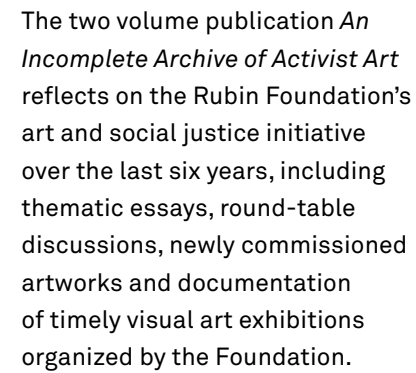 The two volume publication An
Incomplete Archive of Activist Art
reflects on the Rubin Foundation’s
art and social justice initiative
over the last six years, including
thematic essays, round-table
discussions, newly commissioned
artworks and documentation
of timely visual art exhibitions
organized by the Foundation.